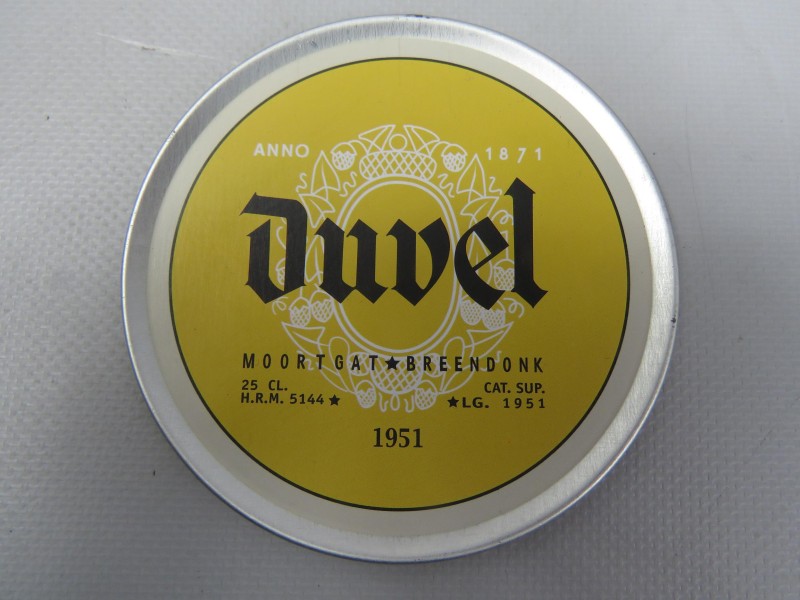 ANNO 1871
Duvel
MOORTGAT★BREENDONK
25 CL. CAT. SUP.
H.R.M. 5144 ★ ★LG. 1951
1951